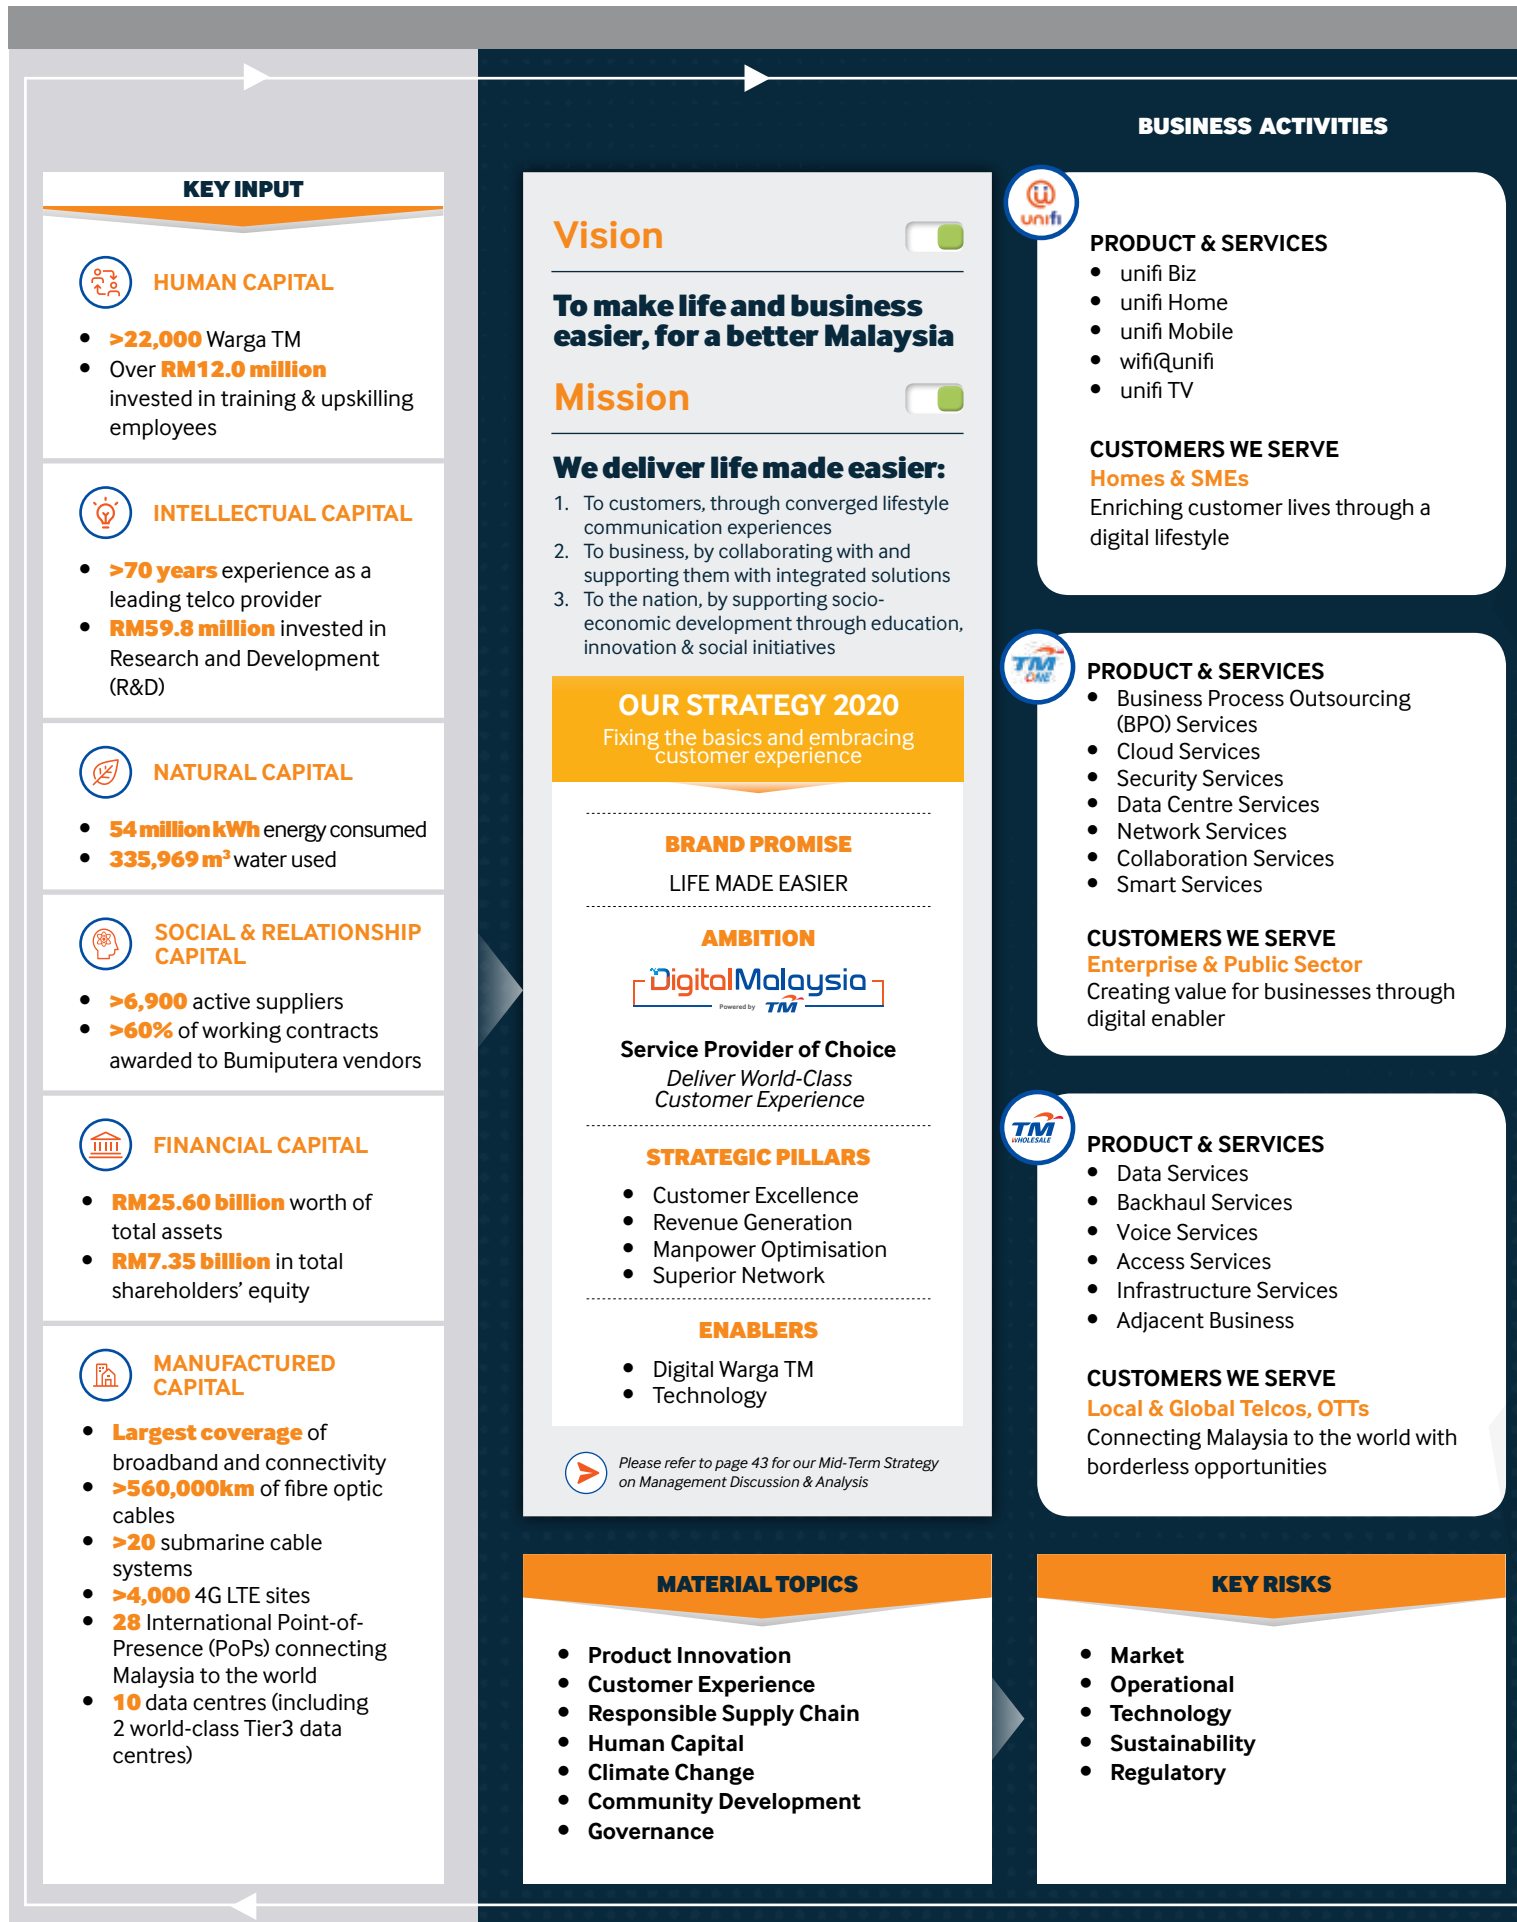 KEY INPUT
HUMAN CAPITAL
• >22,000 Warga TM
• Over RM12.0 million
invested in training & upskilling
employees
INTELLECTUAL CAPITAL
• >70 years experience as a
leading telco provider
• RM59.8 million invested in
Research and Development
(R&D)
NATURAL CAPITAL
• 54 million kWh energy consumed
• 335,969 m³ water used
SOCIAL & RELATIONSHIP
CAPITAL
• >6,900 active suppliers
• >60% of working contracts
awarded to Bumiputera vendors
FINANCIAL CAPITAL
• RM25.60 billion worth of
total assets
• RM7.35 billion in total
shareholders' equity
MANUFACTURED
CAPITAL
• Largest coverage of
broadband and connectivity
• >560,000km of fibre optic
cables
• >20 submarine cable
systems
• >4,000 4G LTE sites
• 28 International Point-of-
Presence (PoPs) connecting
Malaysia to the world
• 10 data centres (including
2 world-class Tier3 data
centres)
Vision
To make life and business
easier, for a better Malaysia
Mission
We deliver life made easier:
1. To customers, through converged lifestyle
communication experiences
2. To business, by collaborating with and
supporting them with integrated solutions
3. To the nation, by supporting socio-
economic development through education,
innovation & social initiatives
OUR STRATEGY 2020
Fixing the basics and embracing
customer experience
BRAND PROMISE
LIFE MADE EASIER
AMBITION
DigitalMalaysia
Powered by TM
Service Provider of Choice
Deliver World-Class
Customer Experience
STRATEGIC PILLARS
• Customer Excellence
• Revenue Generation
• Manpower Optimisation
• Superior Network
ENABLERS
• Digital Warga TM
• Technology
Please refer to page 43 for our Mid-Term Strategy
on Management Discussion & Analysis
BUSINESS ACTIVITIES
unifi
PRODUCT & SERVICES
• unifi Biz
• unifi Home
• unifi Mobile
• wifi@unifi
• unifi TV
CUSTOMERS WE SERVE
Homes & SMEs
Enriching customer lives through a
digital lifestyle
TM
ONE
PRODUCT & SERVICES
• Business Process Outsourcing
(BPO) Services
• Cloud Services
• Security Services
• Data Centre Services
• Network Services
• Collaboration Services
• Smart Services
CUSTOMERS WE SERVE
Enterprise & Public Sector
Creating value for businesses through
digital enabler
TM
WHOLESALE
PRODUCT & SERVICES
• Data Services
• Backhaul Services
• Voice Services
• Access Services
• Infrastructure Services
• Adjacent Business
CUSTOMERS WE SERVE
Local & Global Telcos, OTTs
Connecting Malaysia to the world with
borderless opportunities
MATERIAL TOPICS
• Product Innovation
• Customer Experience
• Responsible Supply Chain
• Human Capital
• Climate Change
• Community Development
• Governance
KEY RISKS
• Market
• Operational
• Technology
• Sustainability
• Regulatory